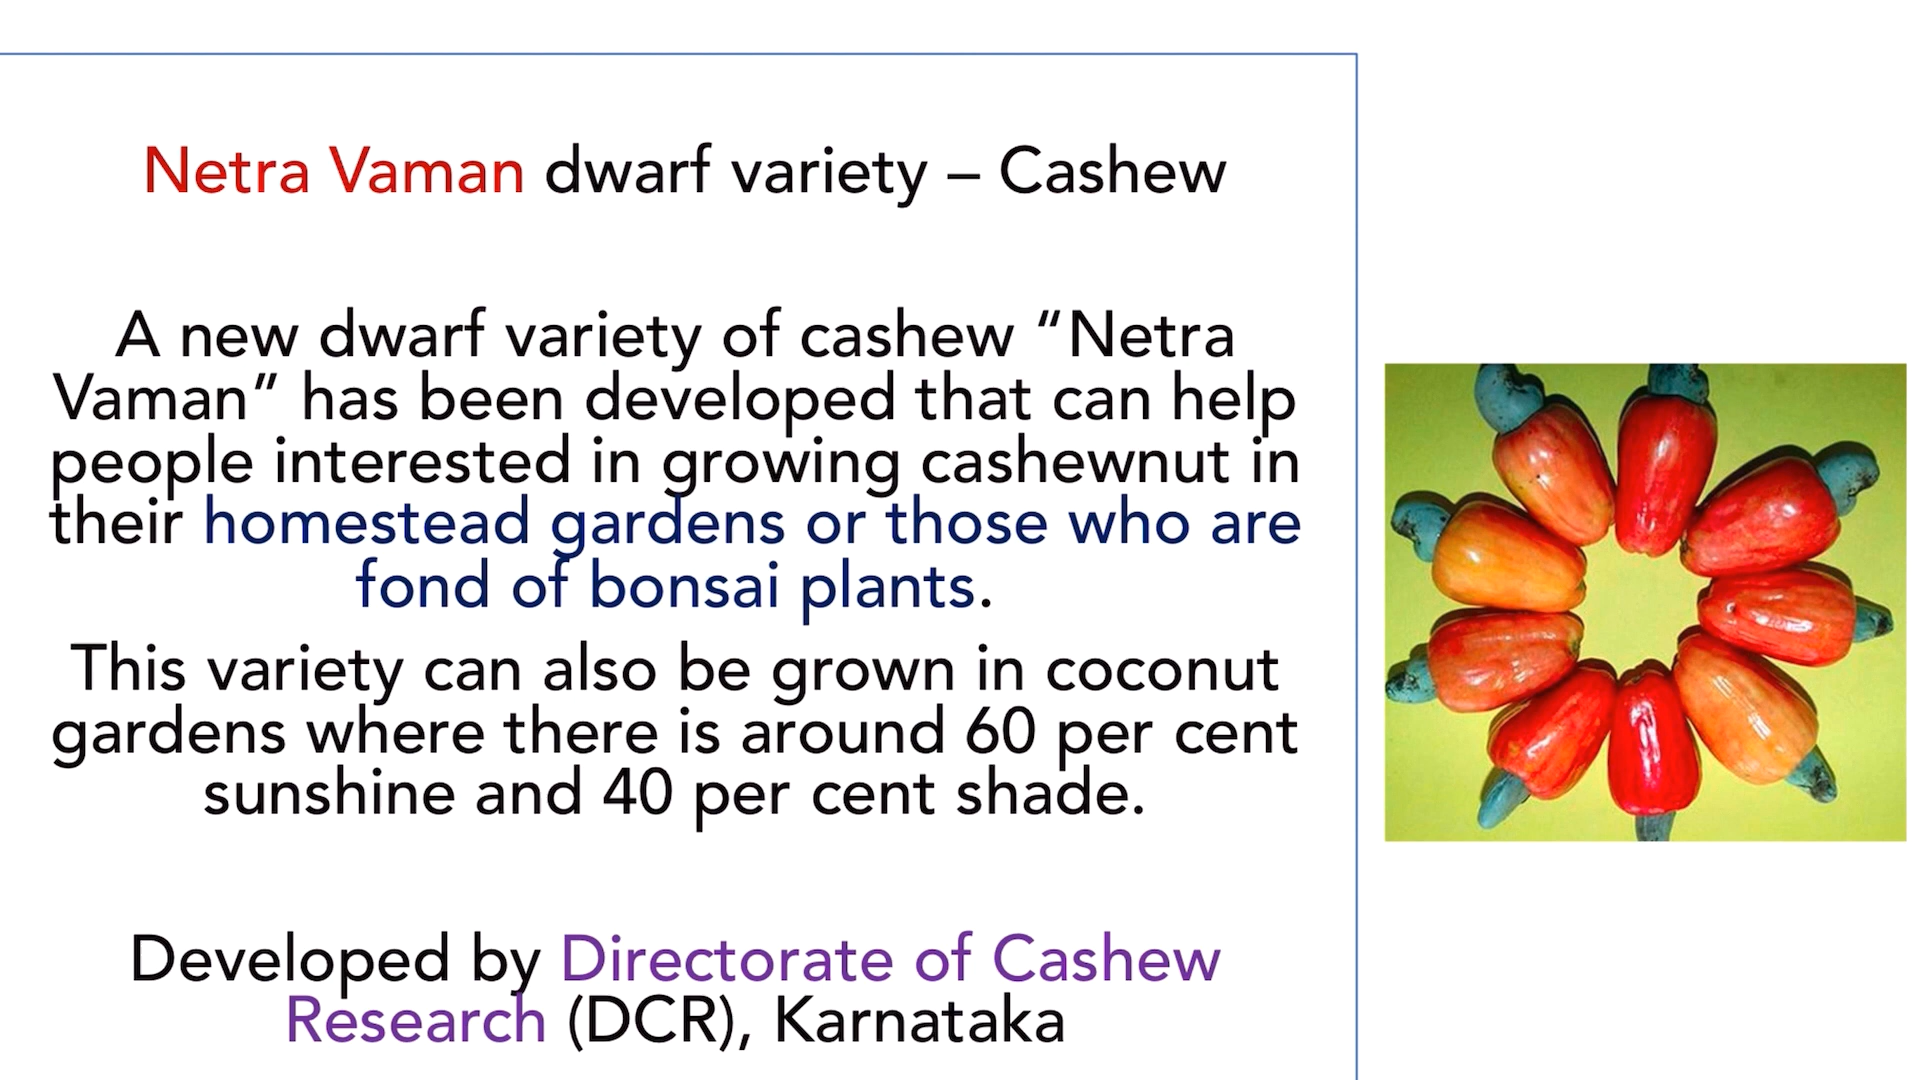 Netra Vaman dwarf variety – Cashew
A new dwarf variety of cashew “Netra
Vaman” has been developed that can help
people interested in growing cashewnut in
their homestead gardens or those who are
fond of bonsai plants.
This variety can also be grown in coconut
gardens where there is around 60 per cent
sunshine and 40 per cent shade.
Developed by Directorate of Cashew
Research (DCR), Karnataka